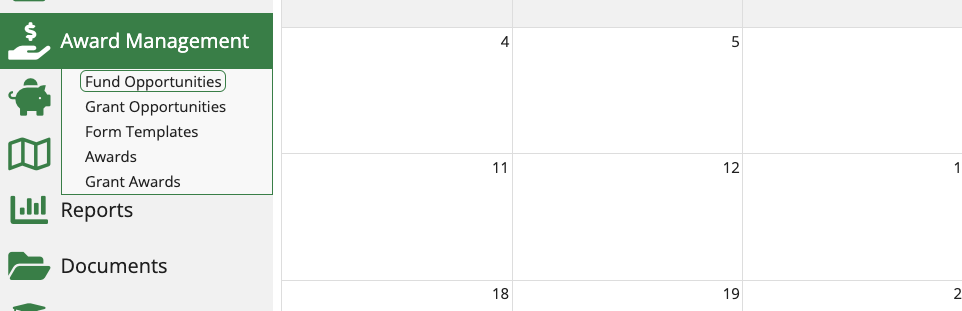 Award Management
Fund Opportunities
Grant Opportunities
Form Templates
Awards
Grant Awards
Reports
Documents
4
5
11
12
18
19